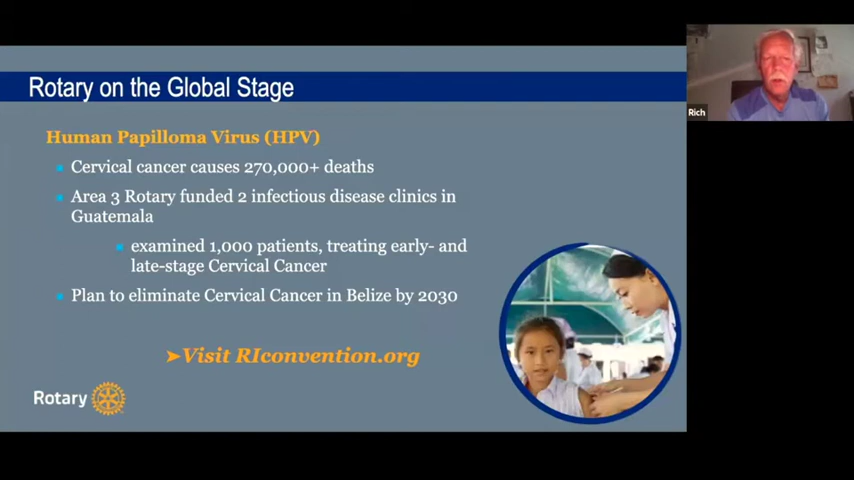 Rotary on the Global Stage
Rich
Human Papilloma Virus (HPV)
Cervical cancer causes 270,000+ deaths
Area 3 Rotary funded 2 infectious disease clinics in
Guatemala
examined 1,000 patients, treating early- and
late-stage Cervical Cancer
Plan to eliminate Cervical Cancer in Belize by 2030
➤Visit RIconvention.org
Rotary